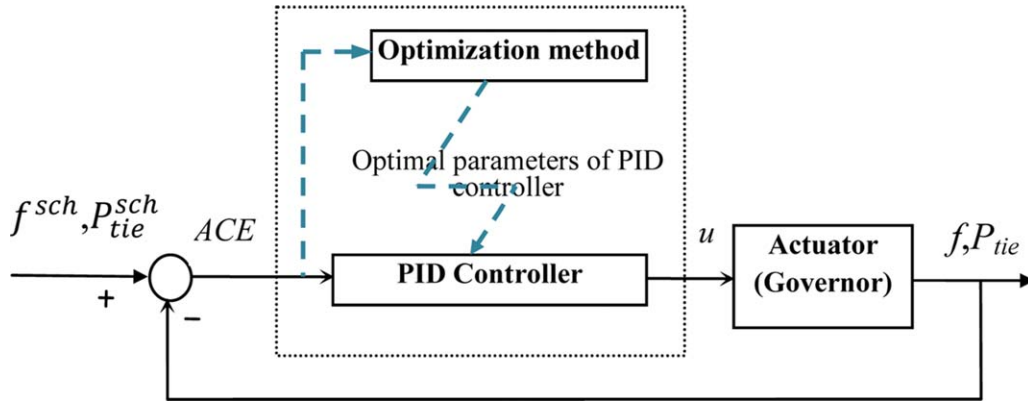 Optimization method
Optimal parameters of PID
controller
f^sch, P_tie^sch
ACE
+
−
PID Controller
u
Actuator
(Governor)
f, P_tie